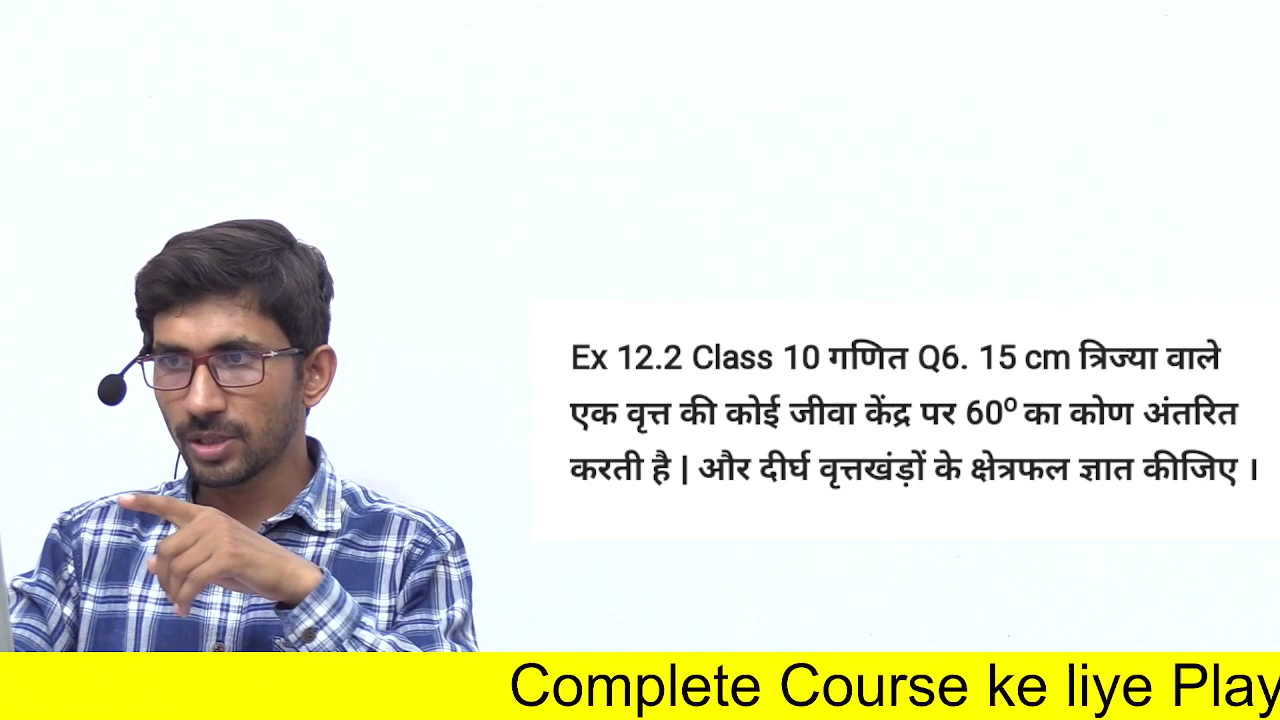 Ex 12.2 Class 10 गणित Q6. 15 cm त्रिज्या वाले
एक वृत्त की कोई जीवा केंद्र पर 60⁰ का कोण अंतरित
करती है | और दीर्घ वृत्तखंड़ों के क्षेत्रफल ज्ञात कीजिए ।
Complete Course ke liye Play